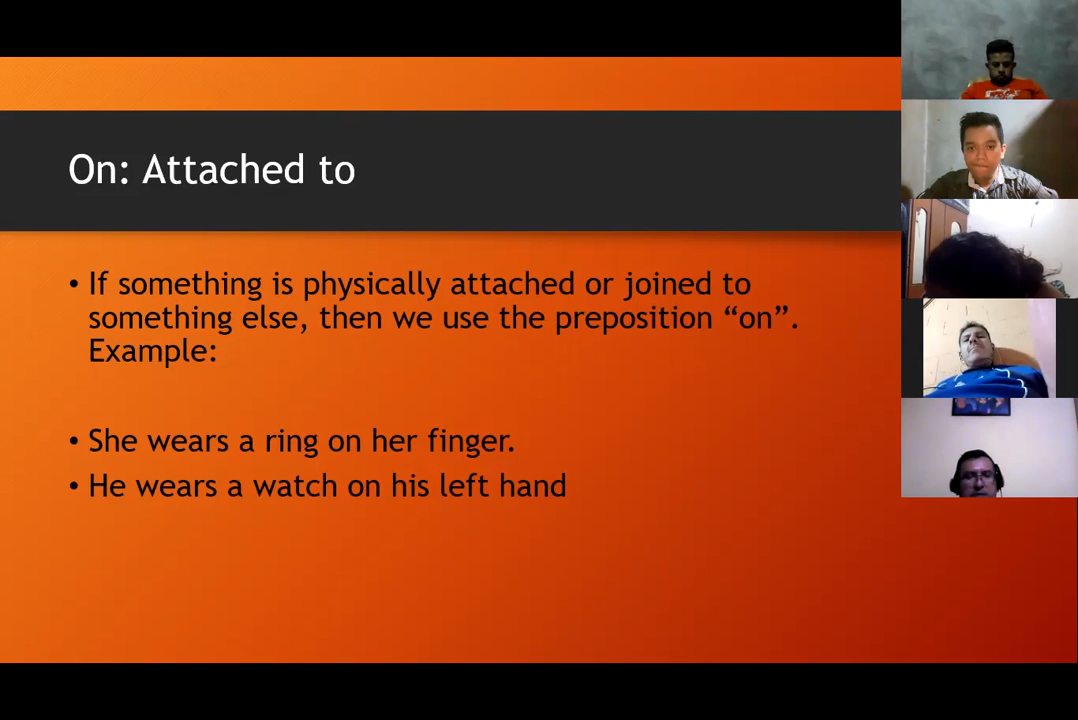 On: Attached to
• If something is physically attached or joined to
something else, then we use the preposition “on”.
Example:
• She wears a ring on her finger.
• He wears a watch on his left hand